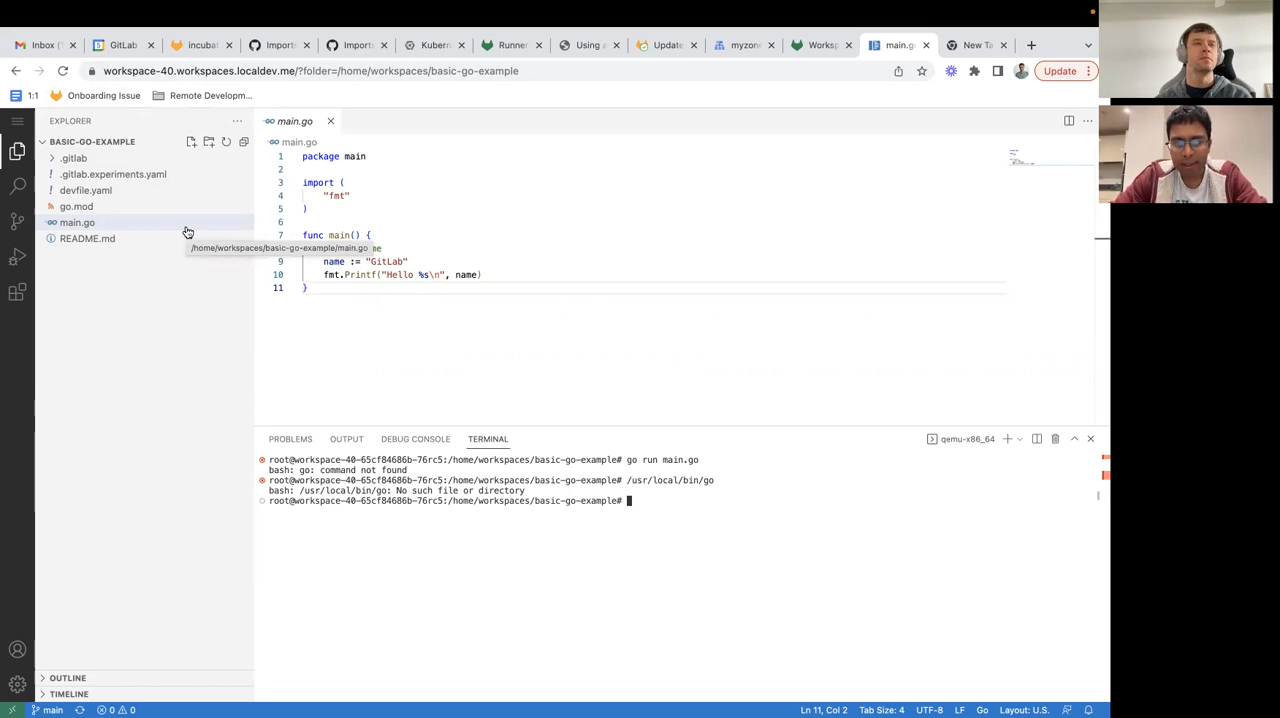 Inbox (1
GitLab
incubat
Imports
Imports
Kubern
Runner
Using a
Update
myzone
Worksp
main.g
New Ta
workspace-40.workspaces.localdev.me/?folder=/home/workspaces/basic-go-example
Update
1:1
Onboarding Issue
Remote Developm...
EXPLORER
BASIC-GO-EXAMPLE
.gitlab
.gitlab.experiments.yaml
devfile.yaml
go.mod
main.go
README.md
/home/workspaces/basic-go-example/main.go
OUTLINE
TIMELINE
main.go
main.go
1 package main
2
3 import (
4 "fmt"
5 )
6
7 func main() {
me
9 name := "GitLab"
10 fmt.Printf("Hello %s\n", name)
11 }
PROBLEMS OUTPUT DEBUG CONSOLE TERMINAL
qemu-x86_64
root@workspace-40-65cf84686b-76rc5:/home/workspaces/basic-go-example# go run main.go
bash: go: command not found
root@workspace-40-65cf84686b-76rc5:/home/workspaces/basic-go-example# /usr/local/bin/go
bash: /usr/local/bin/go: No such file or directory
root@workspace-40-65cf84686b-76rc5:/home/workspaces/basic-go-example#
main
0 0
Ln 11, Col 2 Tab Size: 4 UTF-8 LF Go Layout: U.S.